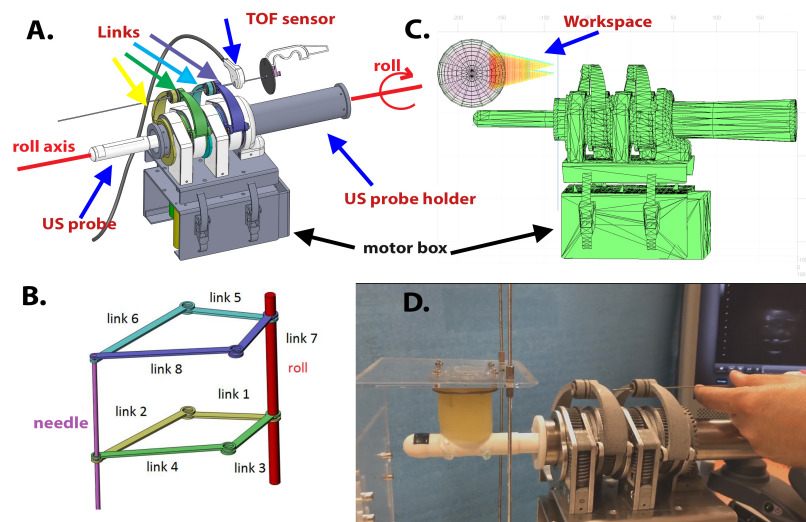 A.
Links
TOF sensor
roll
roll axis
US probe
US probe holder
motor box
C.
Workspace
B.
link 5
link 6
link 7
link 8
roll
link 1
link 2
needle
link 4
link 3
D.